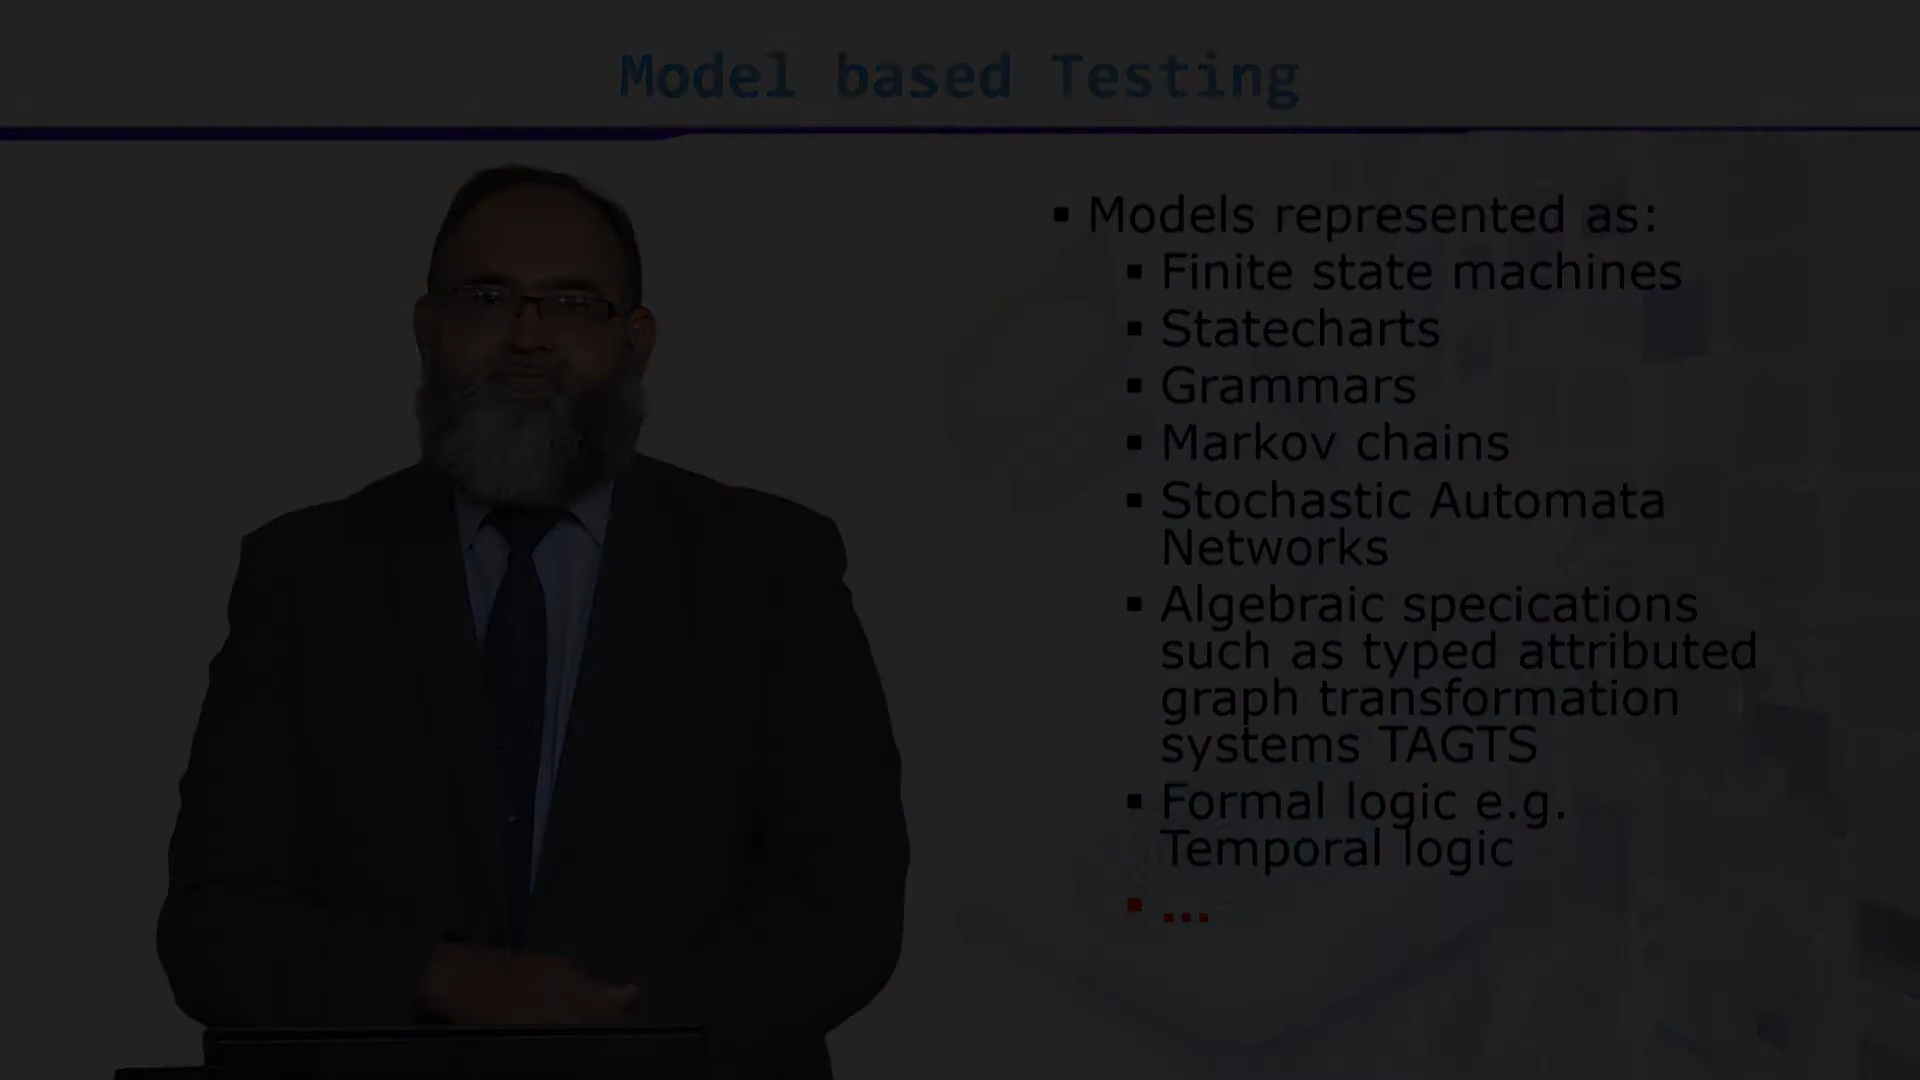 Model based Testing
▪ Models represented as:
▪ Finite state machines
▪ Statecharts
▪ Grammars
▪ Markov chains
▪ Stochastic Automata
Networks
▪ Algebraic specications
such as typed attributed
graph transformation
systems TAGTS
▪ Formal logic e.g.
Temporal logic
▪ ...